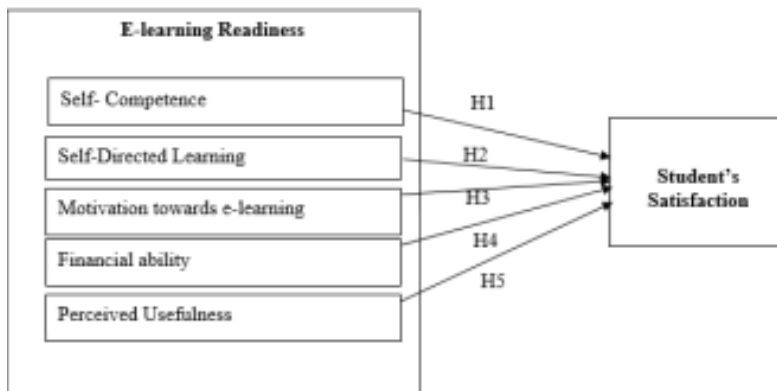 E-learning Readiness
Self- Competence
H1
Self-Directed Learning
H2
Motivation towards e-learning
H3
Financial ability
H4
Perceived Usefulness
H5
Student's
Satisfaction